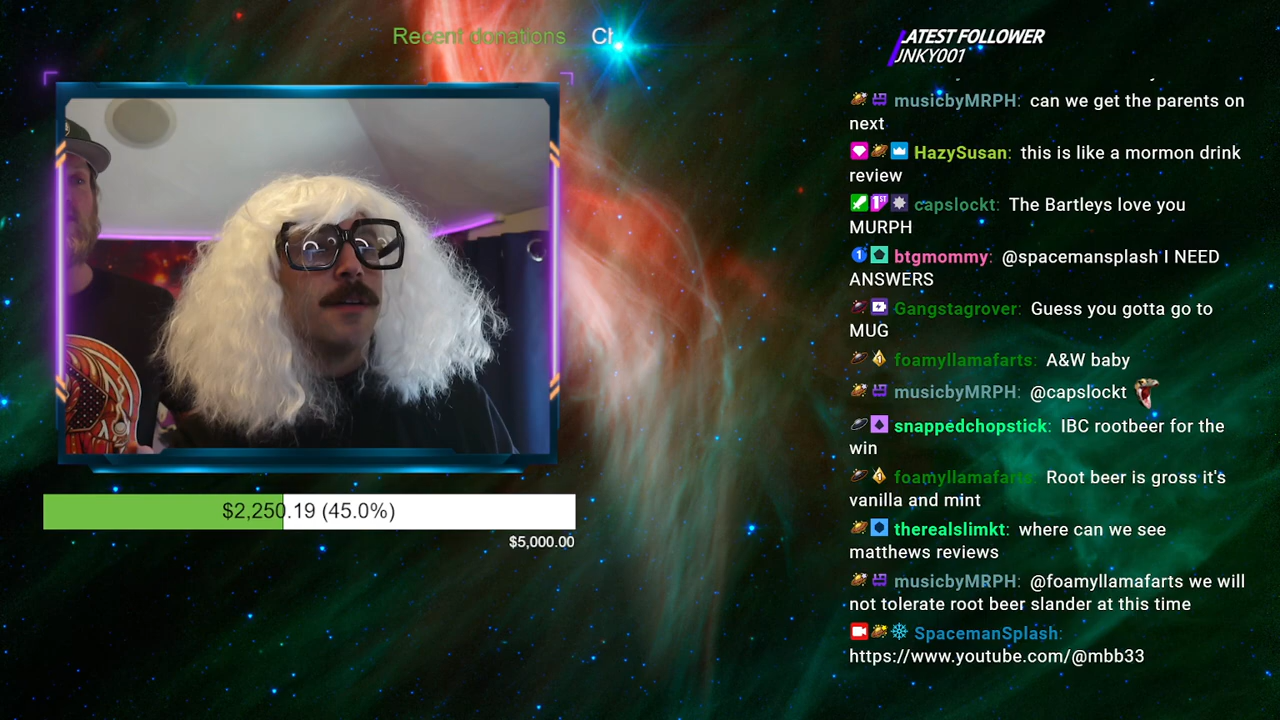 Recent donations
LATEST FOLLOWER
JNKY001
musicbyMRPH: can we get the parents on
next
HazySusan: this is like a mormon drink
review
capslockt: The Bartleys love you
MURPH
btgmommy: @spacemansplash I NEED
ANSWERS
Gangstagrover: Guess you gotta go to
MUG
foamyllamafarts: A&W baby
musicbyMRPH: @capslockt
snappedchopstick: IBC rootbeer for the
win
foamyllamafarts: Root beer is gross it's
vanilla and mint
therealslimkt: where can we see
matthews reviews
musicbyMRPH: @foamyllamafarts we will
not tolerate root beer slander at this time
SpacemanSplash:
https://www.youtube.com/@mbb33
$2,250.19 (45.0%)
$5,000.00